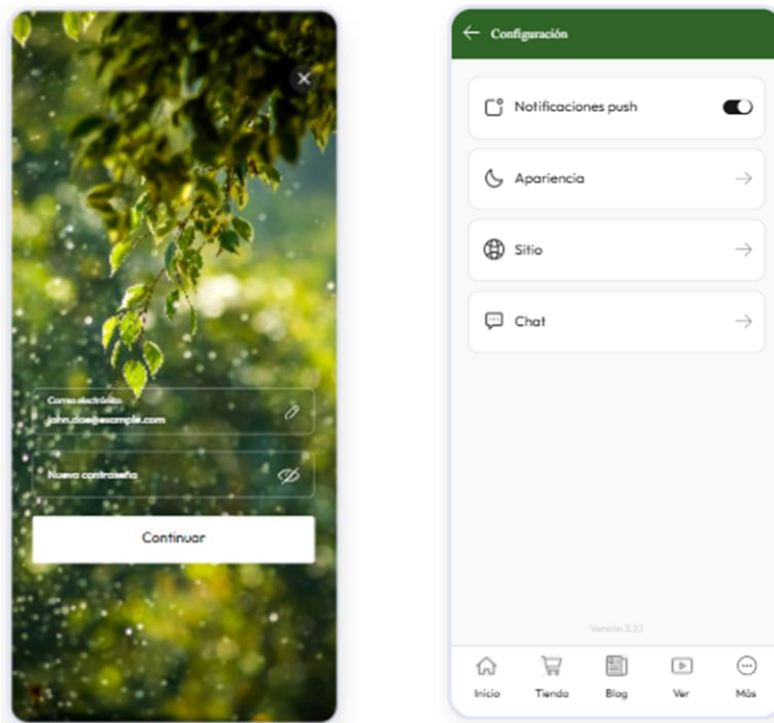 Correo electrónico
john.doe@example.com
Nueva contraseña
Continuar
Configuración
Notificaciones push
Apariencia
Sitio
Chat
Versión 3.2.1
Inicio
Tienda
Blog
Ver
Más